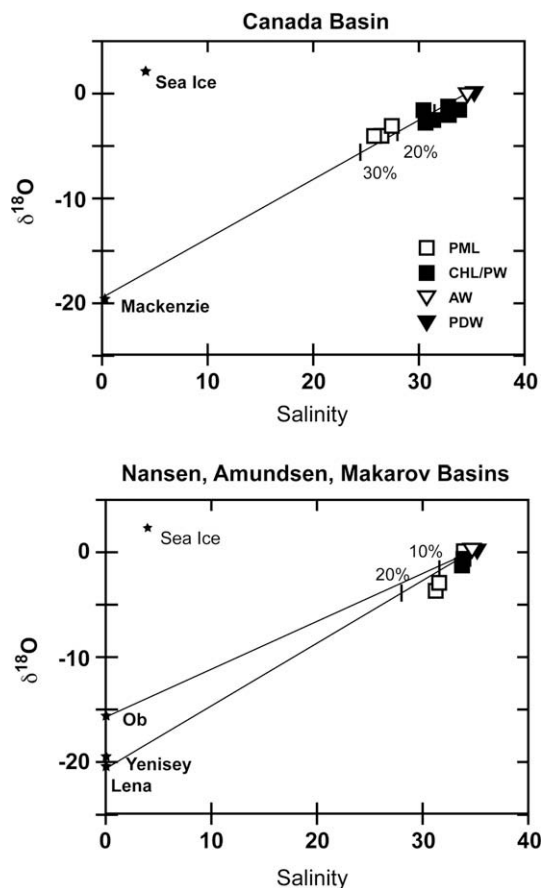 Canada Basin
0
Sea Ice
20%
30%
-10
δ18O
PML
CHL/PW
AW
PDW
-20
Mackenzie
0 10 20 30 40
Salinity
Nansen, Amundsen, Makarov Basins
Sea Ice
0
10%
20%
-10
δ18O
Ob
-20
Yenisey
Lena
0 10 20 30 40
Salinity